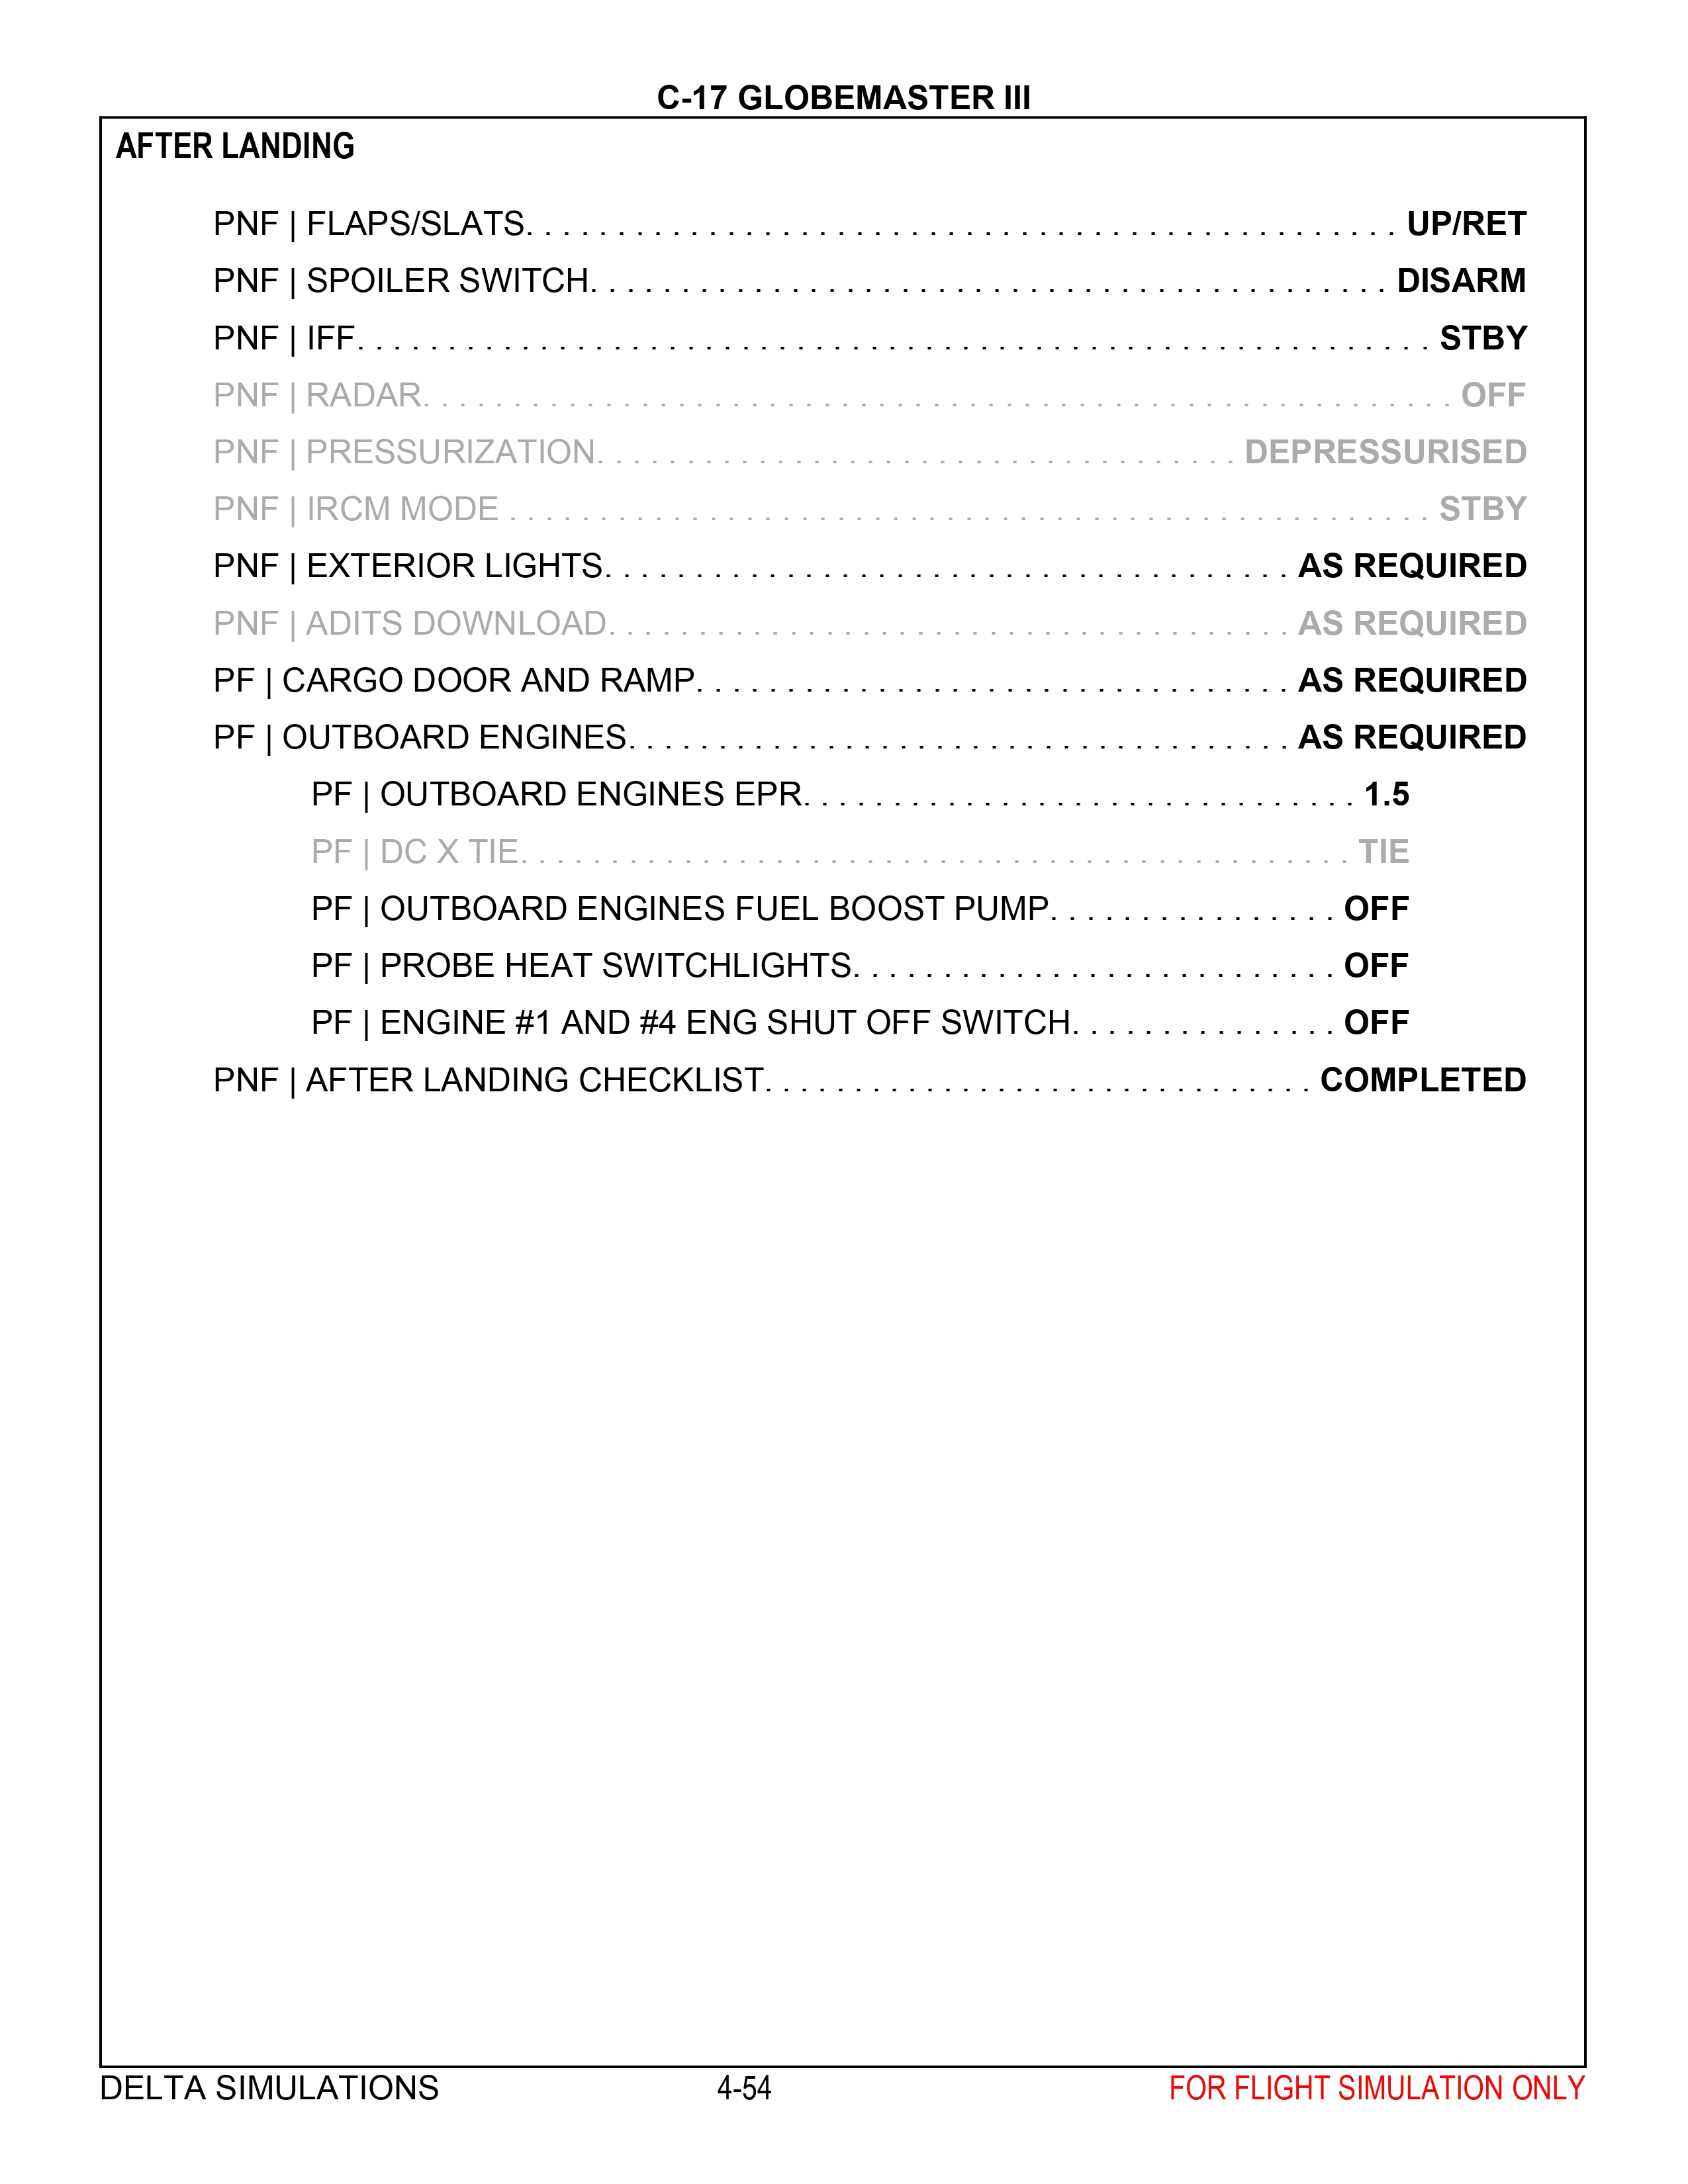 C-17 GLOBEMASTER III
AFTER LANDING
PNF | FLAPS/SLATS. . . . . . . . . . . . . . . . . . . . . . . . . . . . . . . . . . . . . . . . . . . . . . . . UP/RET
PNF | SPOILER SWITCH. . . . . . . . . . . . . . . . . . . . . . . . . . . . . . . . . . . . . . . . . . . . DISARM
PNF | IFF. . . . . . . . . . . . . . . . . . . . . . . . . . . . . . . . . . . . . . . . . . . . . . . . . . . . . . . . . . . STBY
PNF | RADAR. . . . . . . . . . . . . . . . . . . . . . . . . . . . . . . . . . . . . . . . . . . . . . . . . . . . . . . . . OFF
PNF | PRESSURIZATION. . . . . . . . . . . . . . . . . . . . . . . . . . . . . . . . . . . DEPRESSURISED
PNF | IRCM MODE . . . . . . . . . . . . . . . . . . . . . . . . . . . . . . . . . . . . . . . . . . . . . . . . . . . STBY
PNF | EXTERIOR LIGHTS. . . . . . . . . . . . . . . . . . . . . . . . . . . . . . . . . . . . . . AS REQUIRED
PNF | ADITS DOWNLOAD. . . . . . . . . . . . . . . . . . . . . . . . . . . . . . . . . . . . . . AS REQUIRED
PF | CARGO DOOR AND RAMP. . . . . . . . . . . . . . . . . . . . . . . . . . . . . . . . . AS REQUIRED
PF | OUTBOARD ENGINES. . . . . . . . . . . . . . . . . . . . . . . . . . . . . . . . . . . . . AS REQUIRED
PF | OUTBOARD ENGINES EPR. . . . . . . . . . . . . . . . . . . . . . . . . . . . . . . 1.5
PF | DC X TIE. . . . . . . . . . . . . . . . . . . . . . . . . . . . . . . . . . . . . . . . . . . . . . TIE
PF | OUTBOARD ENGINES FUEL BOOST PUMP. . . . . . . . . . . . . . . . OFF
PF | PROBE HEAT SWITCHLIGHTS. . . . . . . . . . . . . . . . . . . . . . . . . . . OFF
PF | ENGINE #1 AND #4 ENG SHUT OFF SWITCH. . . . . . . . . . . . . . . OFF
PNF | AFTER LANDING CHECKLIST. . . . . . . . . . . . . . . . . . . . . . . . . . . . . . COMPLETED
DELTA SIMULATIONS 4-54 FOR FLIGHT SIMULATION ONLY